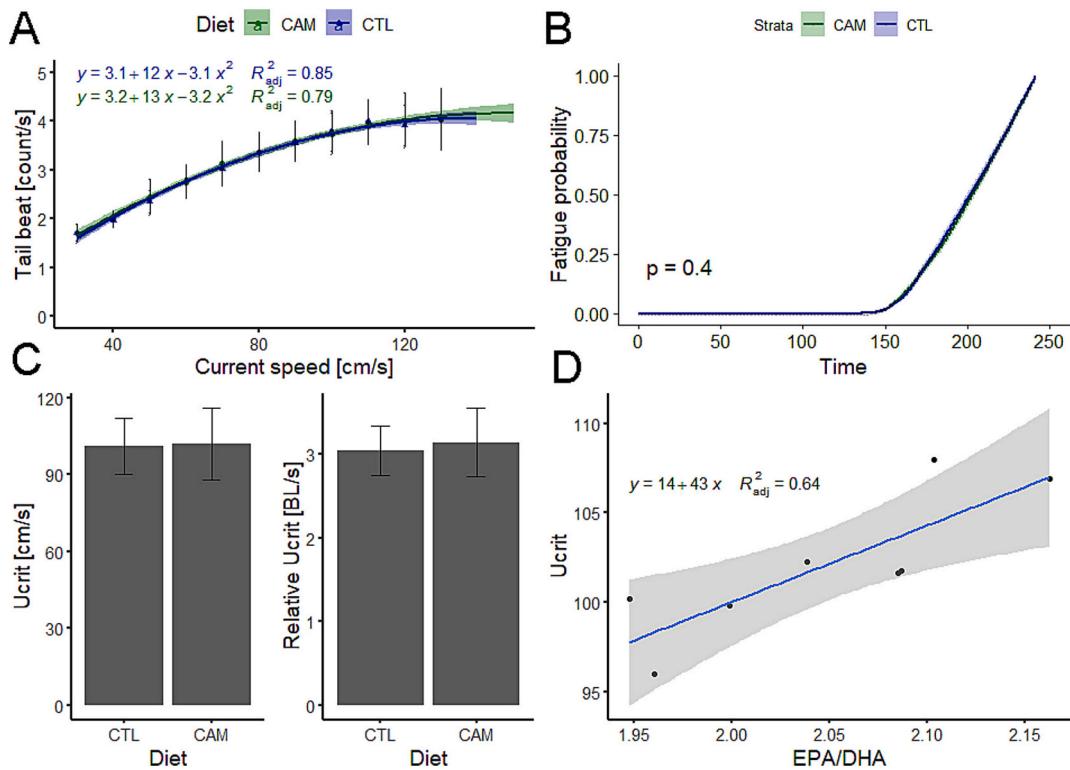 A
Diet a CAM a CTL
y = 3.1 + 12 x − 3.1 x² R²adj = 0.85
y = 3.2 + 13 x − 3.2 x² R²adj = 0.79
5
4
3
2
1
0
Tail beat [count/s]
40 80 120
Current speed [cm/s]
B
Strata CAM CTL
1.00
0.75
0.50
0.25
0.00
Fatigue probability
p = 0.4
0 50 100 150 200 250
Time
C
120
90
60
30
0
Ucrit [cm/s]
CTL CAM
Diet
3
2
1
0
Relative Ucrit [BL/s]
CTL CAM
Diet
D
110
105
100
95
Ucrit
y = 14 + 43 x R²adj = 0.64
1.95 2.00 2.05 2.10 2.15
EPA/DHA